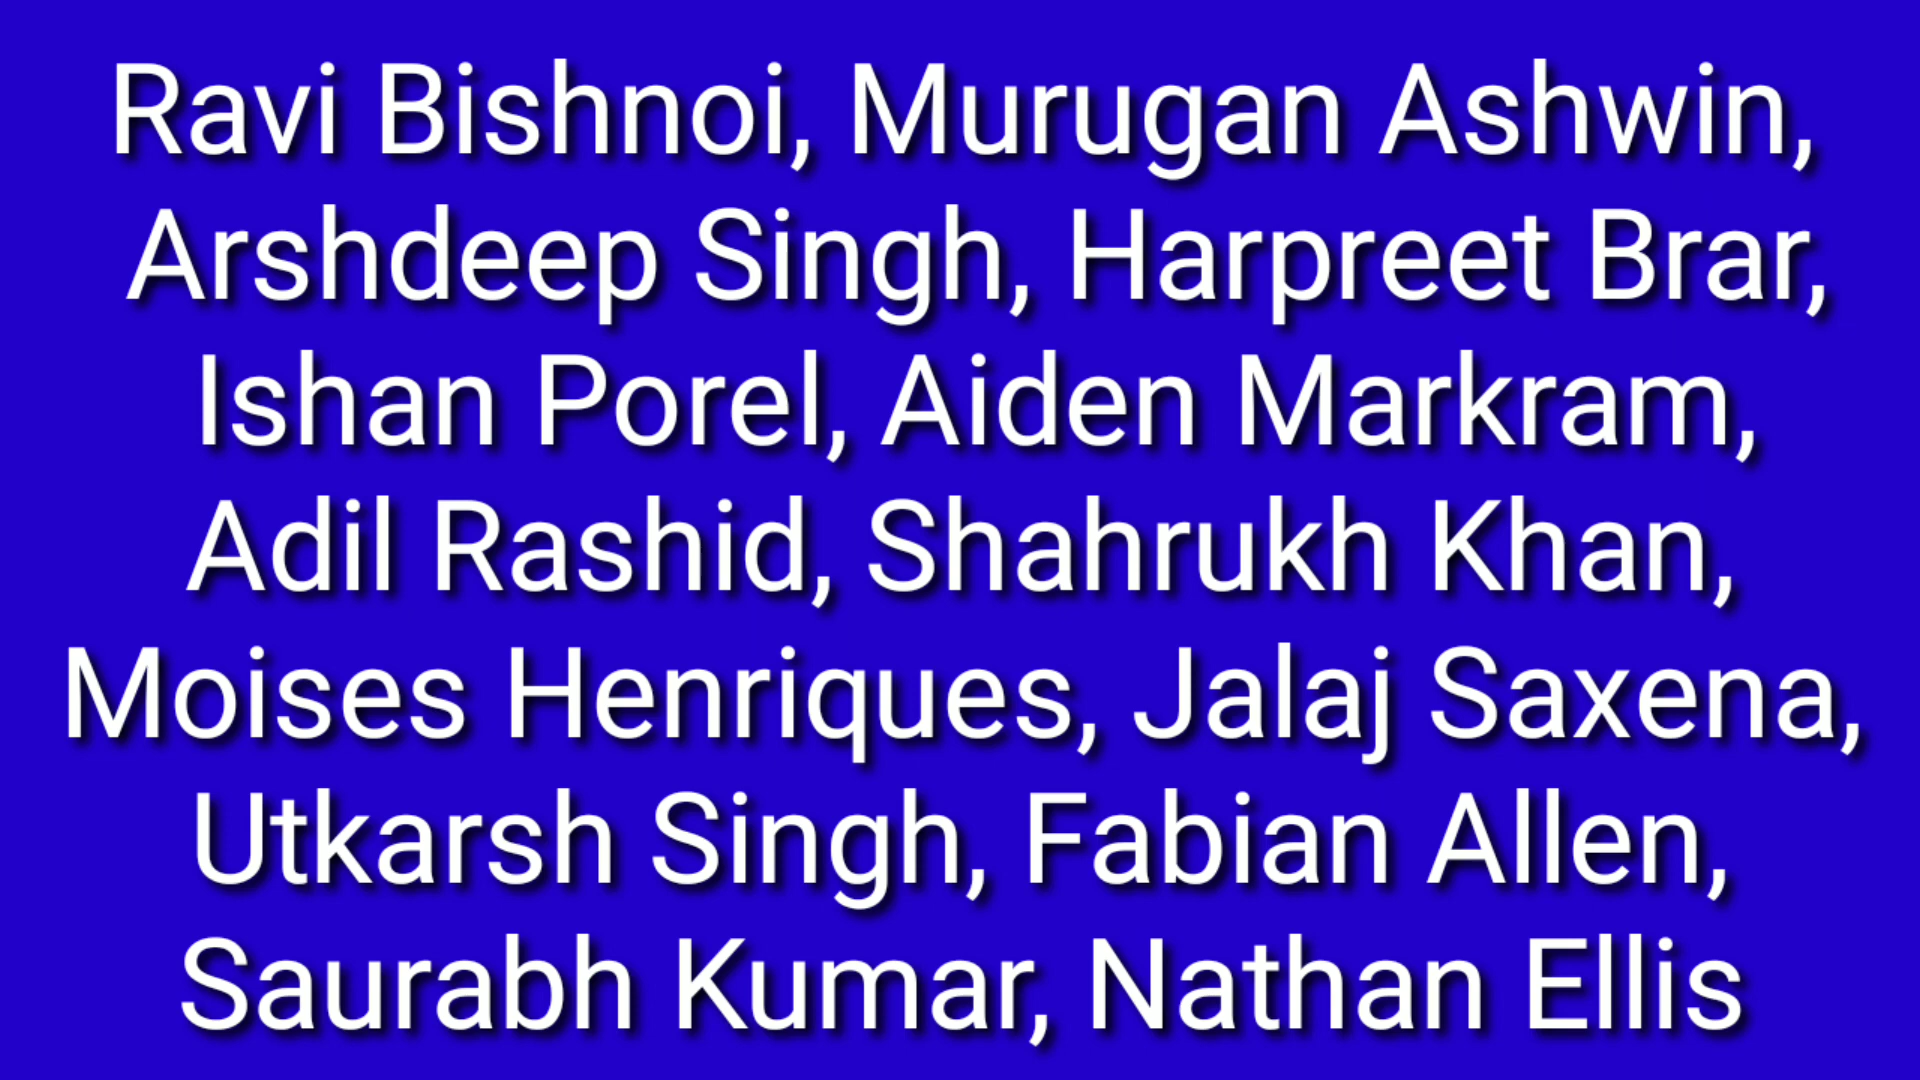 Ravi Bishnoi, Murugan Ashwin,
Arshdeep Singh, Harpreet Brar,
Ishan Porel, Aiden Markram,
Adil Rashid, Shahrukh Khan,
Moises Henriques, Jalaj Saxena,
Utkarsh Singh, Fabian Allen,
Saurabh Kumar, Nathan Ellis